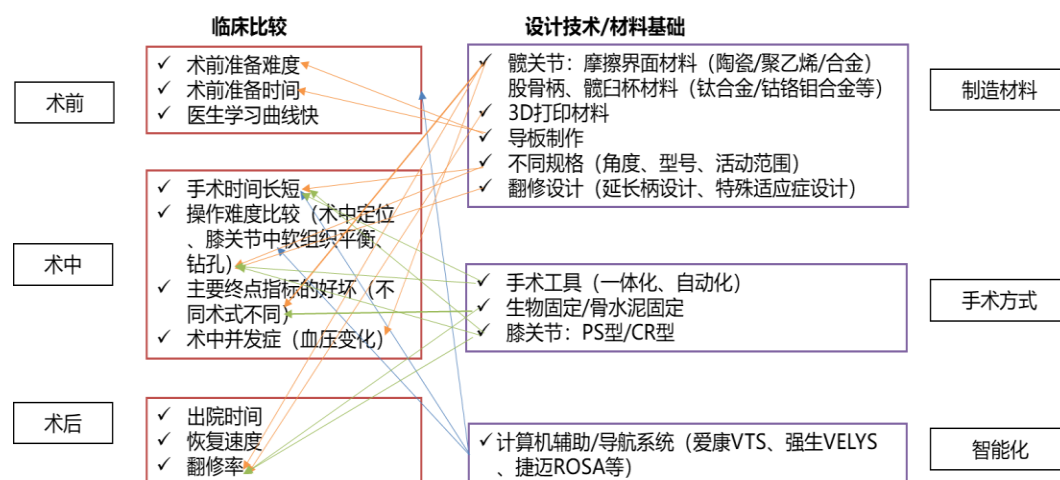 临床比较
设计技术/材料基础
术前
✓ 术前准备难度
✓ 术前准备时间
✓ 医生学习曲线快
术中
✓ 手术时间长短
✓ 操作难度比较（术中定位
、膝关节中软组织平衡、
钻孔）
✓ 主要终点指标的好坏（不
同术式不同）
✓ 术中并发症（血压变化）
术后
✓ 出院时间
✓ 恢复速度
✓ 翻修率
✓ 髋关节：摩擦界面材料（陶瓷/聚乙烯/合金）
股骨柄、髋臼杯材料（钛合金/钴铬钼合金等）
✓ 3D打印材料
✓ 导板制作
✓ 不同规格（角度、型号、活动范围）
✓ 翻修设计（延长柄设计、特殊适应症设计）
制造材料
✓ 手术工具（一体化、自动化）
✓ 生物固定/骨水泥固定
✓ 膝关节：PS型/CR型
手术方式
✓ 计算机辅助/导航系统（爱康VTS、强生VELYS
、捷迈ROSA等）
智能化